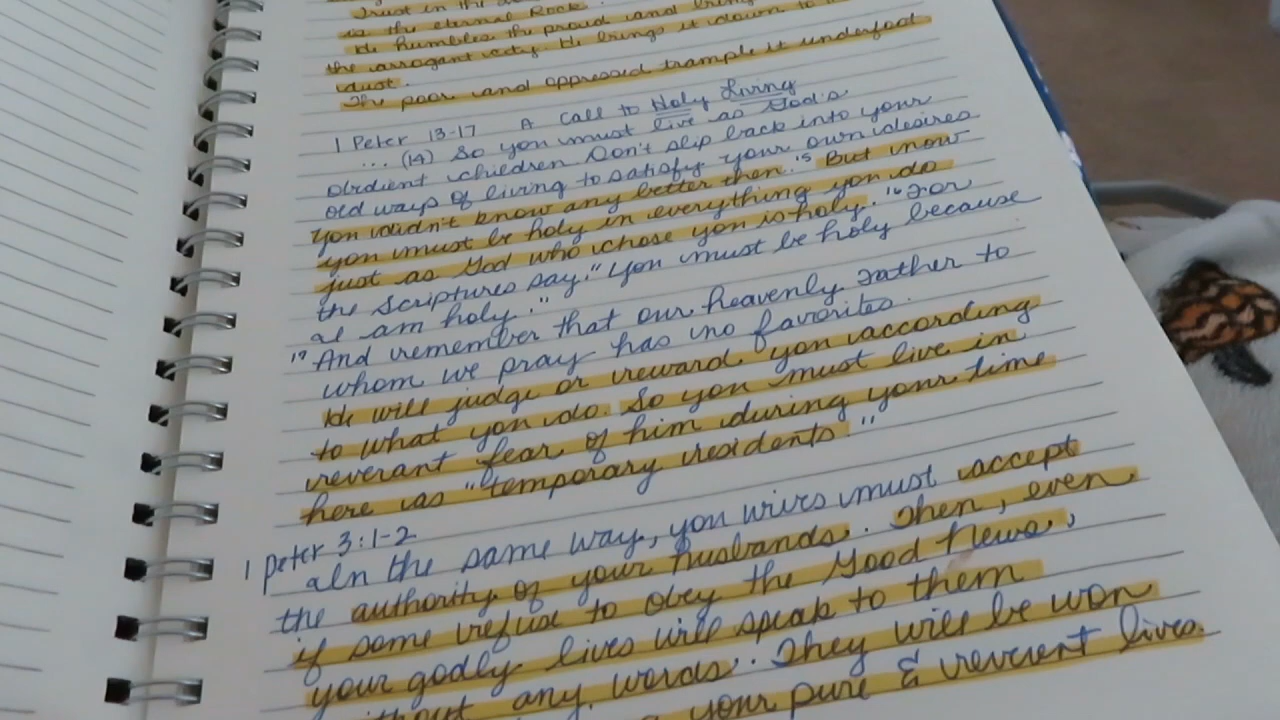 Trust in the
is the eternal Rock.
He humbles the proud and brings
the arrogant city. He brings it down to the
dust.
The poor and oppressed trample it underfoot
1 Peter 13-17 A Call to Holy Living
... (14) So you must live as God's
obedient children Don't slip back into your
old ways of living to satisfy your own desires
you didn't know any better then. 15 But now
you must be holy in everything you do
just as God who chose you is holy. 16 For
the Scriptures say. "You must be holy because
I am holy."
17 And remember that our heavenly Father to
whom we pray has no favorites.
He will judge or reward you according
to what you do. So you must live in
reverant fear of him during your time
here as "temporary residents."
1 Peter 3:1-2
In the same way, you wives must accept
the authority of your husbands. Then, even
if some refuse to obey the Good News,
your godly lives will speak to them
without any words. They will be won
your pure & reverent lives.